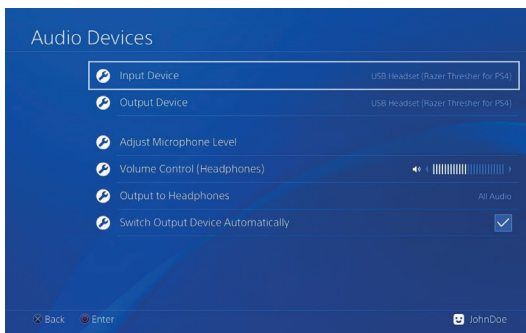 Audio Devices
Input Device USB Headset (Razer Thresher for PS4)
Output Device USB Headset (Razer Thresher for PS4)
Adjust Microphone Level
Volume Control (Headphones)
Output to Headphones All Audio
Switch Output Device Automatically
Back Enter JohnDoe